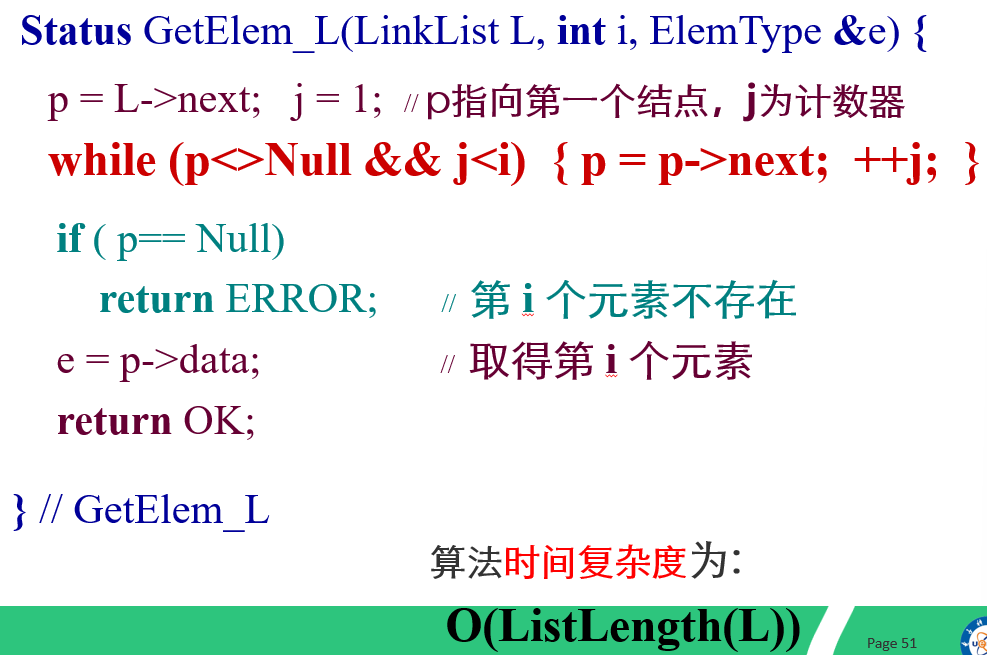 Status GetElem_L(LinkList L, int i, ElemType &e) {
p = L->next; j = 1; // p指向第一个结点，j为计数器
while (p<>Null && j<i) { p = p->next; ++j; }
if ( p== Null)
return ERROR; // 第 i 个元素不存在
e = p->data; // 取得第 i 个元素
return OK;
} // GetElem_L
算法时间复杂度为：
O(ListLength(L))
Page 51